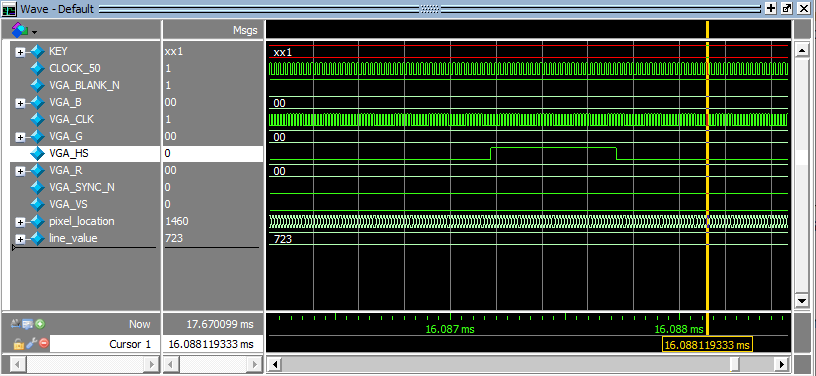 Wave - Default
Msgs
KEY xx1 xx1
CLOCK_50 1
VGA_BLANK_N 1
VGA_B 00 00
VGA_CLK 1
VGA_G 00 00
VGA_HS 0
VGA_R 00 00
VGA_SYNC_N 0
VGA_VS 0
pixel_location 1460
line_value 723 723
Now 17.670099 ms 16.087 ms 16.088 ms
Cursor 1 16.088119333 ms 16.088119333 ms